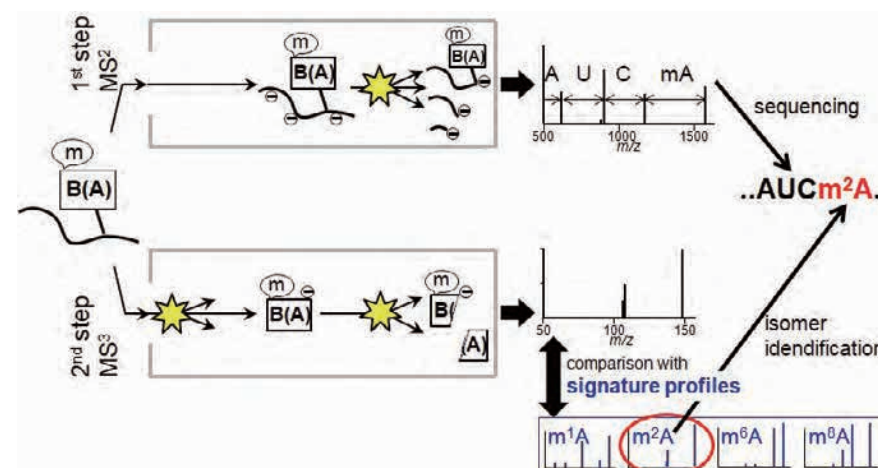 1st step
MS²
m
B(A)
m
B(A)
m
B(A)
A U C mA
500 1000 1500
m/z
sequencing
..AUCm²A.
2nd step
MS³
m
B(A)
m
B(
(A)
50 100 150
m/z
isomer
idendification
comparison with
signature profiles
m¹A m²A m⁶A m⁸A